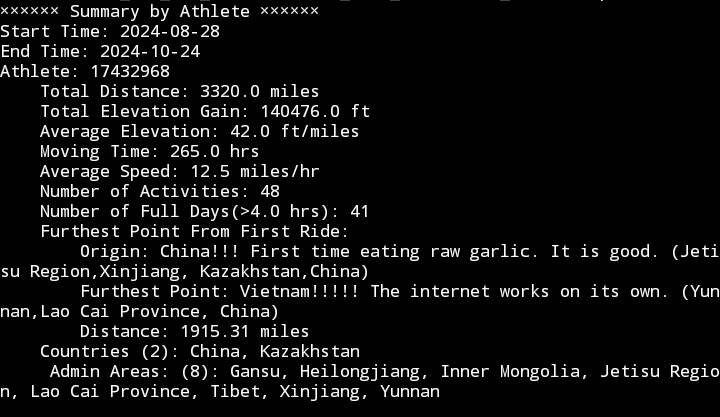 ×××××× Summary by Athlete ××××××
Start Time: 2024-08-28
End Time: 2024-10-24
Athlete: 17432968
Total Distance: 3320.0 miles
Total Elevation Gain: 140476.0 ft
Average Elevation: 42.0 ft/miles
Moving Time: 265.0 hrs
Average Speed: 12.5 miles/hr
Number of Activities: 48
Number of Full Days(>4.0 hrs): 41
Furthest Point From First Ride:
Origin: China!!! First time eating raw garlic. It is good. (Jeti
su Region,Xinjiang, Kazakhstan,China)
Furthest Point: Vietnam!!!!! The internet works on its own. (Yun
nan,Lao Cai Province, China)
Distance: 1915.31 miles
Countries (2): China, Kazakhstan
Admin Areas: (8): Gansu, Heilongjiang, Inner Mongolia, Jetisu Regio
n, Lao Cai Province, Tibet, Xinjiang, Yunnan